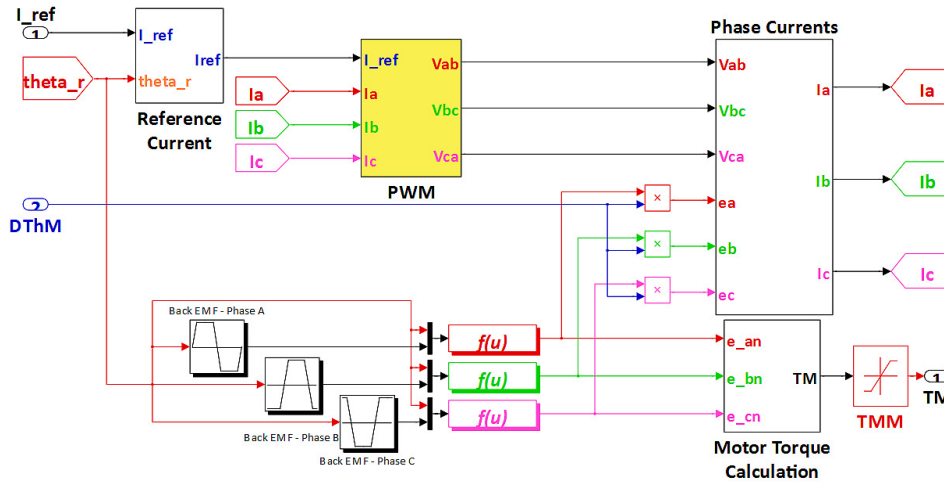 I_ref
1
theta_r
I_ref
theta_r
Iref
Reference
Current
Ia
Ib
Ic
I_ref
Ia
Ib
Ic
Vab
Vbc
Vca
PWM
Phase Currents
Vab
Vbc
Vca
ea
eb
ec
Ia
Ib
Ic
Ia
Ib
Ic
2
DThM
×
×
×
Back EMF - Phase A
Back EMF - Phase B
Back EMF - Phase C
f(u)
f(u)
f(u)
e_an
e_bn
e_cn
TM
Motor Torque
Calculation
TMM
1
TM